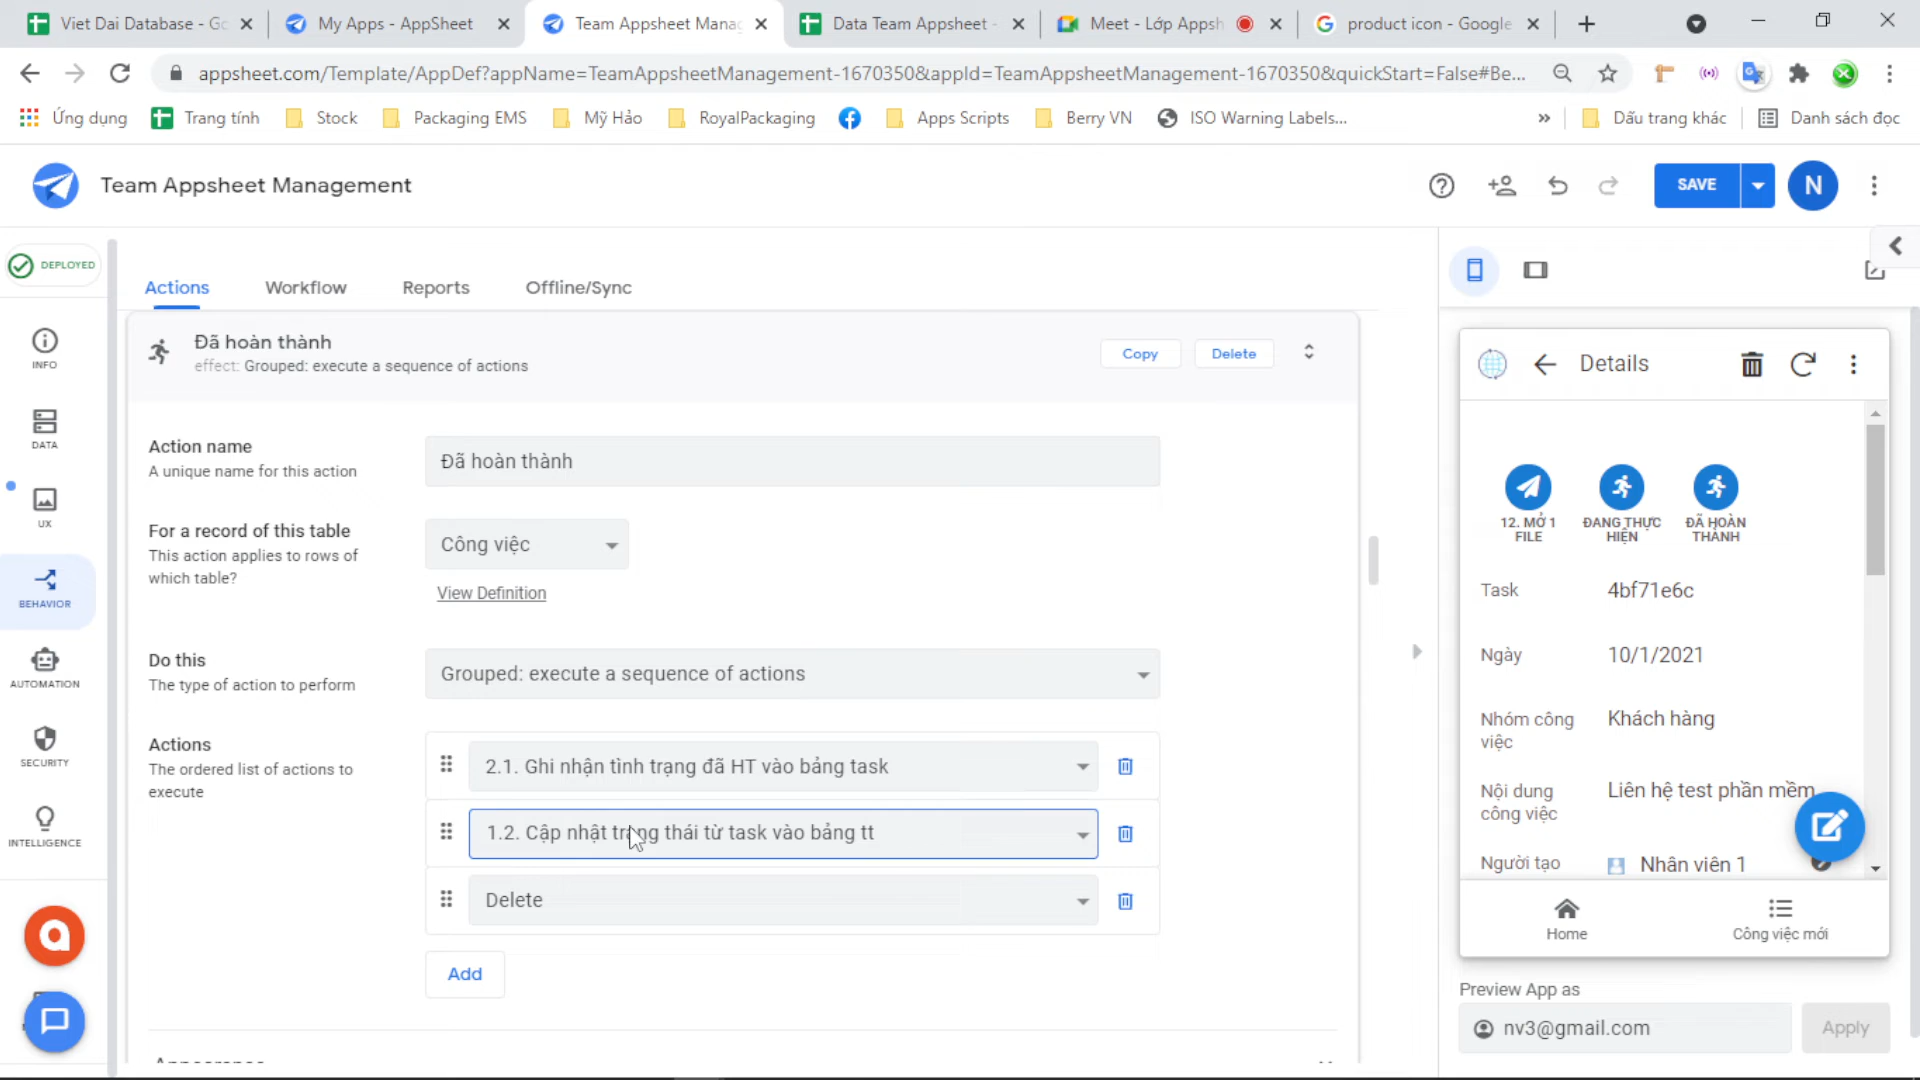 Viet Dai Database - Gc
My Apps - AppSheet
Team Appsheet Manag
Data Team Appsheet -
Meet - Lớp Appsh
product icon - Google
appsheet.com/Template/AppDef?appName=TeamAppsheetManagement-1670350&appId=TeamAppsheetManagement-1670350&quickStart=False#Be...
Ứng dụng
Trang tính
Stock
Packaging EMS
Mỹ Hảo
RoyalPackaging
Apps Scripts
Berry VN
ISO Warning Labels...
»
Dấu trang khác
Danh sách đọc
Team Appsheet Management
SAVE
N
DEPLOYED
INFO
DATA
UX
BEHAVIOR
AUTOMATION
SECURITY
INTELLIGENCE
Actions
Workflow
Reports
Offline/Sync
Đã hoàn thành
effect: Grouped: execute a sequence of actions
Copy
Delete
Action name
A unique name for this action
Đã hoàn thành
For a record of this table
This action applies to rows of
which table?
Công việc
View Definition
Do this
The type of action to perform
Grouped: execute a sequence of actions
Actions
The ordered list of actions to
execute
2.1. Ghi nhận tình trạng đã HT vào bảng task
1.2. Cập nhật trạng thái từ task vào bảng tt
Delete
Add
Details
12. MỞ 1
FILE
ĐANG THỰC
HIỆN
ĐÃ HOÀN
THÀNH
Task
4bf71e6c
Ngày
10/1/2021
Nhóm công
việc
Khách hàng
Nội dung
công việc
Liên hệ test phần mềm
Người tạo
Nhân viên 1
Home
Công việc mới
Preview App as
nv3@gmail.com
Apply